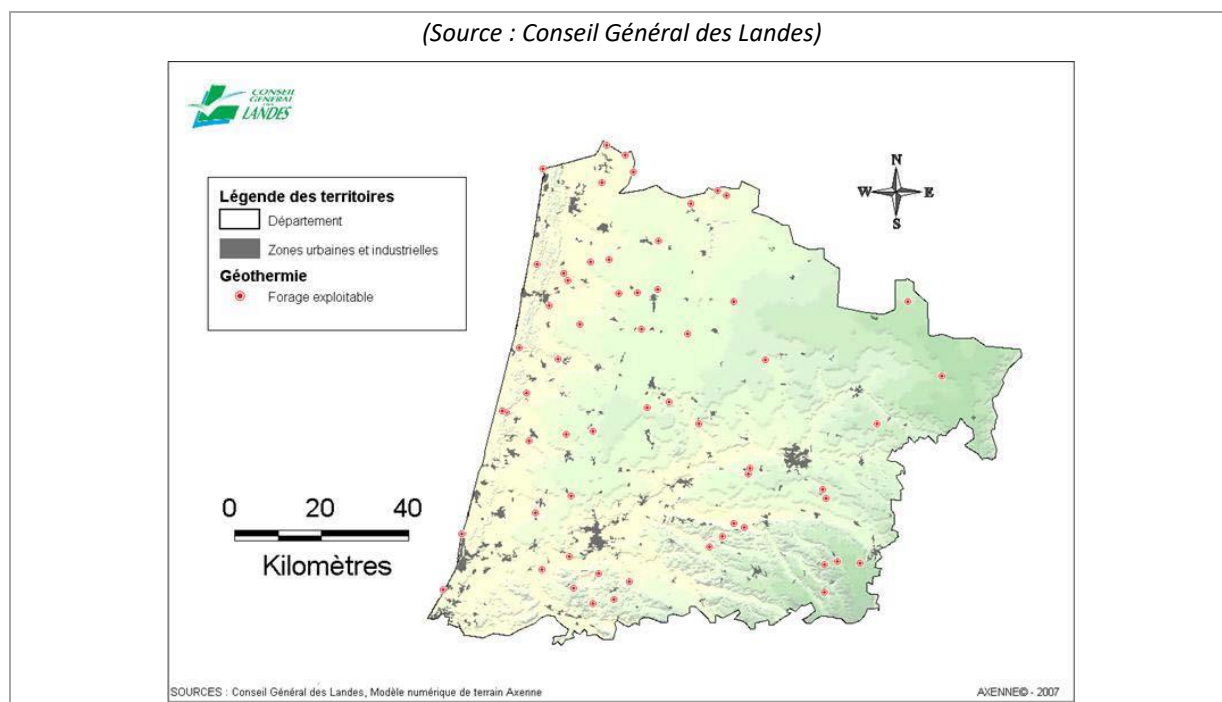 (Source : Conseil Général des Landes)
CONSEIL
GÉNÉRAL
DES
LANDES
Légende des territoires
Département
Zones urbaines et industrielles
Géothermie
Forage exploitable
N
W E
S
0 20 40
Kilomètres
SOURCES : Conseil Général des Landes, Modèle numérique de terrain Axenne
AXENNE© - 2007